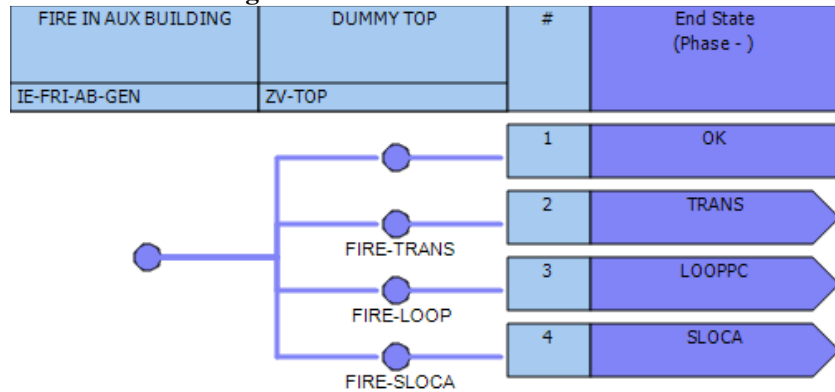 FIRE IN AUX BUILDING
DUMMY TOP
#
End State
(Phase - )
IE-FRI-AB-GEN
ZV-TOP
1
OK
2
TRANS
FIRE-TRANS
3
LOOPPC
FIRE-LOOP
4
SLOCA
FIRE-SLOCA